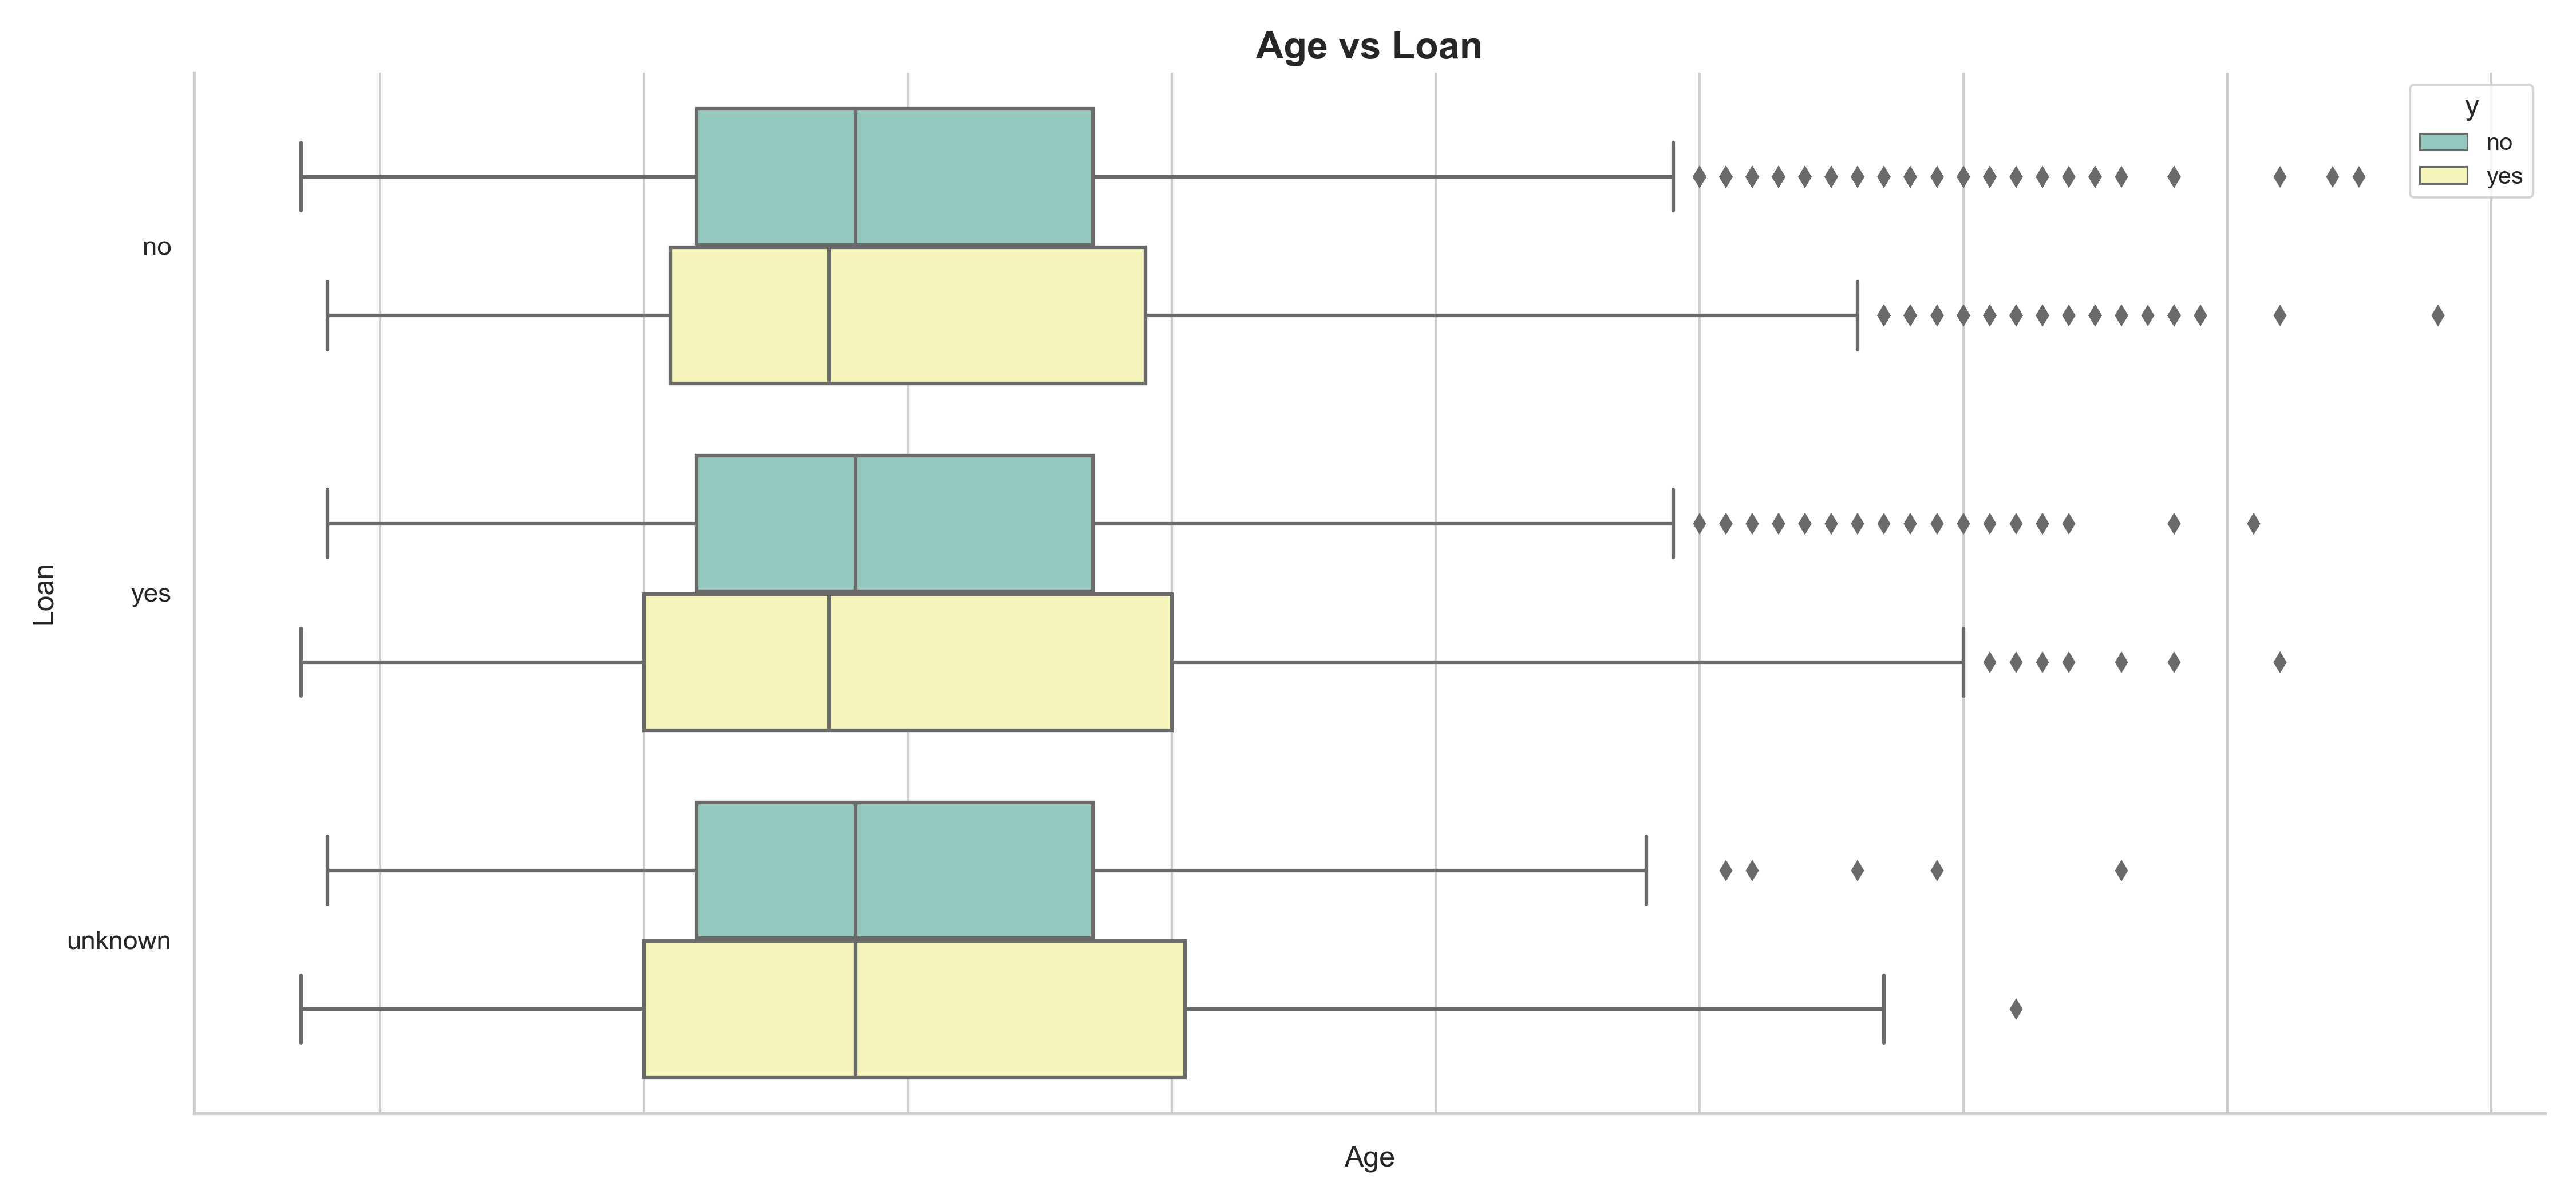 Age vs Loan
y
no
yes
no
yes
unknown
Loan
Age